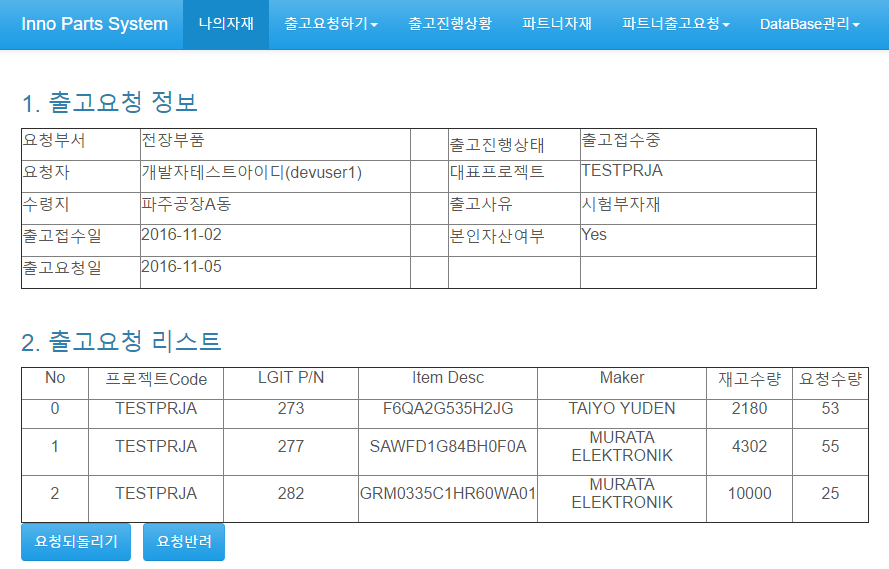 Inno Parts System 나의자재 출고요청하기 출고진행상황 파트너자재 파트너출고요청 DataBase관리
1. 출고요청 정보
요청부서 전장부품 출고진행상태 출고접수중
요청자 개발자테스트아이디(devuser1) 대표프로젝트 TESTPRJA
수령지 파주공장A동 출고사유 시험부자재
출고접수일 2016-11-02 본인자산여부 Yes
출고요청일 2016-11-05
2. 출고요청 리스트
No 프로젝트Code LGIT P/N Item Desc Maker 재고수량 요청수량
0 TESTPRJA 273 F6QA2G535H2JG TAIYO YUDEN 2180 53
1 TESTPRJA 277 SAWFD1G84BH0F0A MURATA ELEKTRONIK 4302 55
2 TESTPRJA 282 GRM0335C1HR60WA01 MURATA ELEKTRONIK 10000 25
요청되돌리기 요청반려